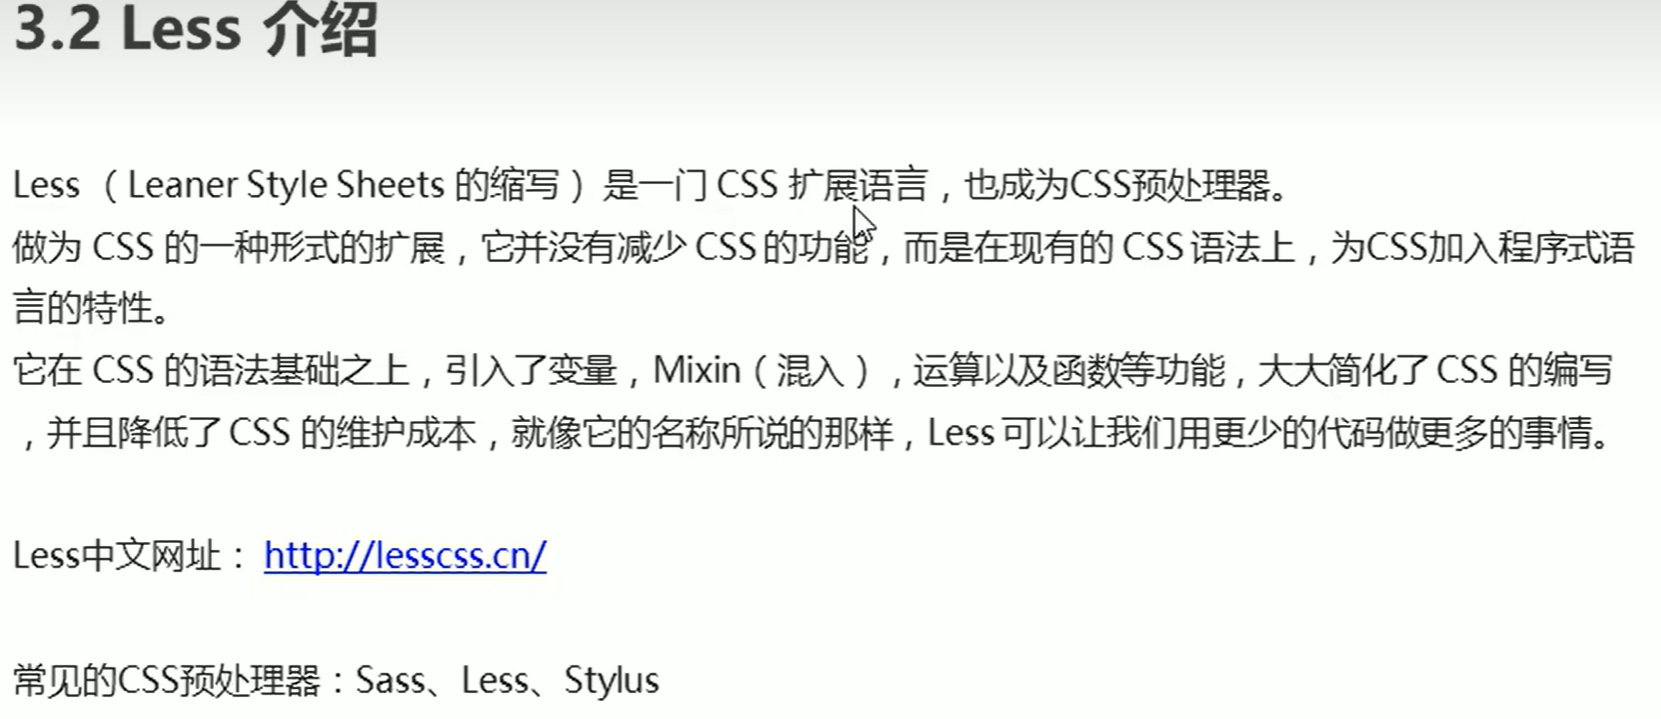 3.2 Less 介绍
Less （ Leaner Style Sheets 的缩写 ） 是一门 CSS 扩展语言，也成为CSS预处理器。
做为 CSS 的一种形式的扩展，它并没有减少 CSS 的功能，而是在现有的 CSS 语法上，为CSS加入程序式语
言的特性。
它在 CSS 的语法基础之上，引入了变量，Mixin（混入），运算以及函数等功能，大大简化了 CSS 的编写
，并且降低了 CSS 的维护成本，就像它的名称所说的那样，Less 可以让我们用更少的代码做更多的事情。
Less中文网址： http://lesscss.cn/
常见的CSS预处理器：Sass、Less、Stylus